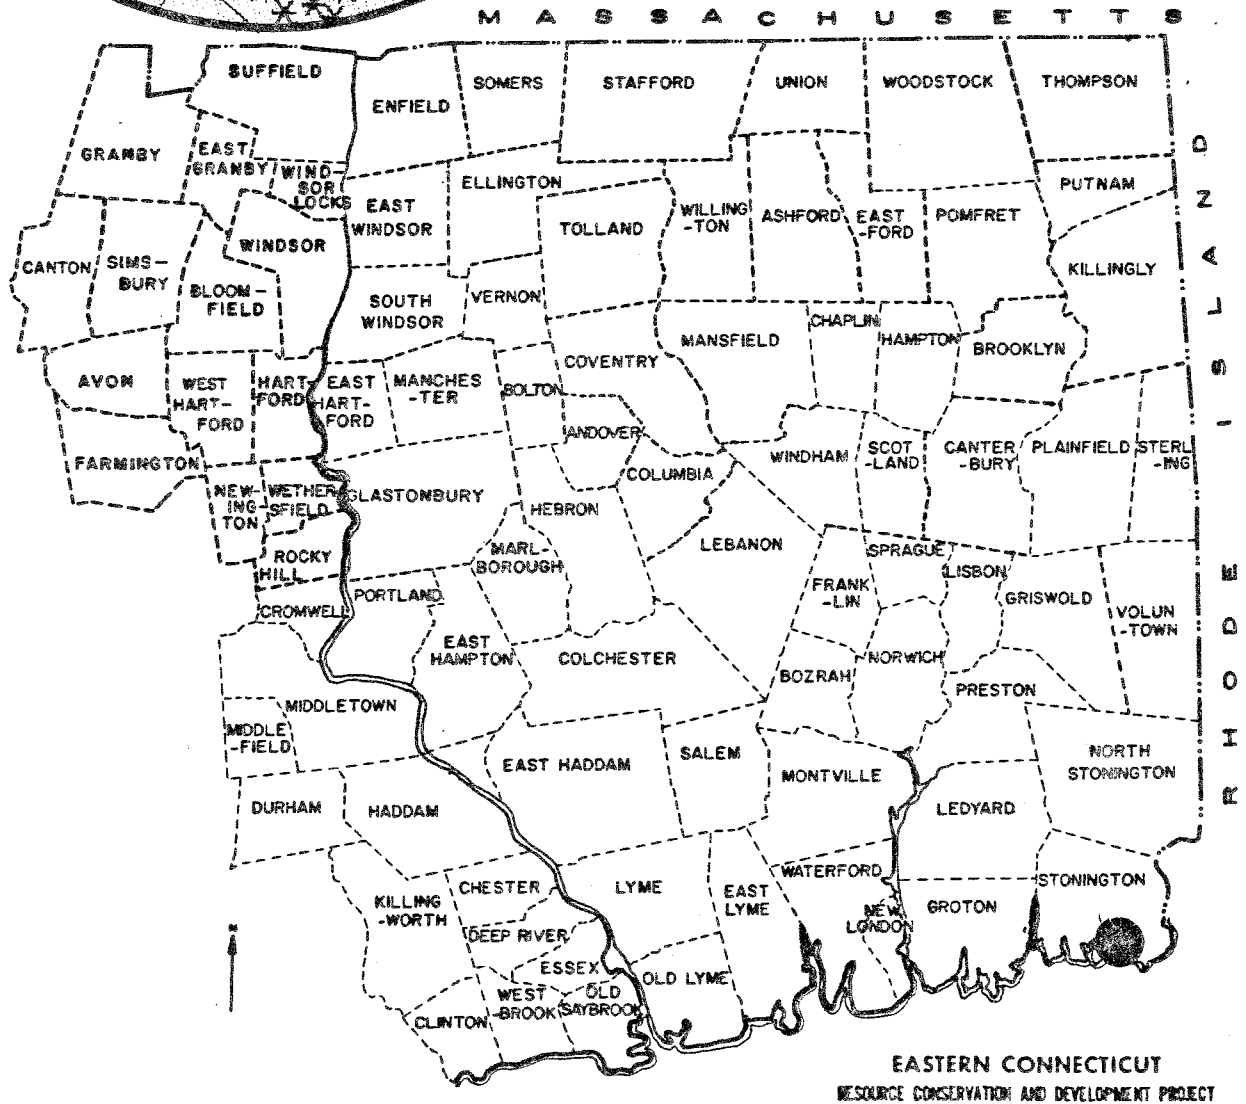 MASSACHUSETTS
SUFFIELD
ENFIELD
SOMERS
STAFFORD
UNION
WOODSTOCK
THOMPSON
GRANBY
EAST
GRANBY
WIND-
SOR
LOCKS
EAST
WINDSOR
ELLINGTON
TOLLAND
WILLING
-TON
ASHFORD
EAST
-FORD
POMFRET
PUTNAM
KILLINGLY
CANTON
SIMS-
BURY
BLOOM-
FIELD
WINDSOR
SOUTH
WINDSOR
VERNON
COVENTRY
MANSFIELD
CHAPLIN
HAMPTON
BROOKLYN
AVON
WEST
HART-
FORD
HART-
FORD
EAST
HART-
FORD
MANCHES
-TER
BOLTON
ANDOVER
COLUMBIA
WINDHAM
SCOT
-LAND
CANTER
-BURY
PLAINFIELD
STERL
-ING
FARMINGTON
NEW-
ING-
TON
WETHER
SFIELD
GLASTONBURY
HEBRON
MARL-
BOROUGH
LEBANON
FRANK
-LIN
SPRAGUE
LISBON
GRISWOLD
VOLUN
-TOWN
ROCKY
HILL
CROMWELL
PORTLAND
EAST
HAMPTON
COLCHESTER
BOZRAH
NORWICH
PRESTON
MIDDLETOWN
MIDDLE
-FIELD
EAST HADDAM
SALEM
MONTVILLE
LEDYARD
NORTH
STONINGTON
DURHAM
HADDAM
KILLING
-WORTH
CHESTER
DEEP RIVER
ESSEX
LYME
EAST
LYME
WATERFORD
NEW
LONDON
GROTON
STONINGTON
CLINTON
WEST
-BROOK
OLD
SAYBROOK
OLD LYME
RHODE ISLAND
N
EASTERN CONNECTICUT
RESOURCE CONSERVATION AND DEVELOPMENT PROJECT